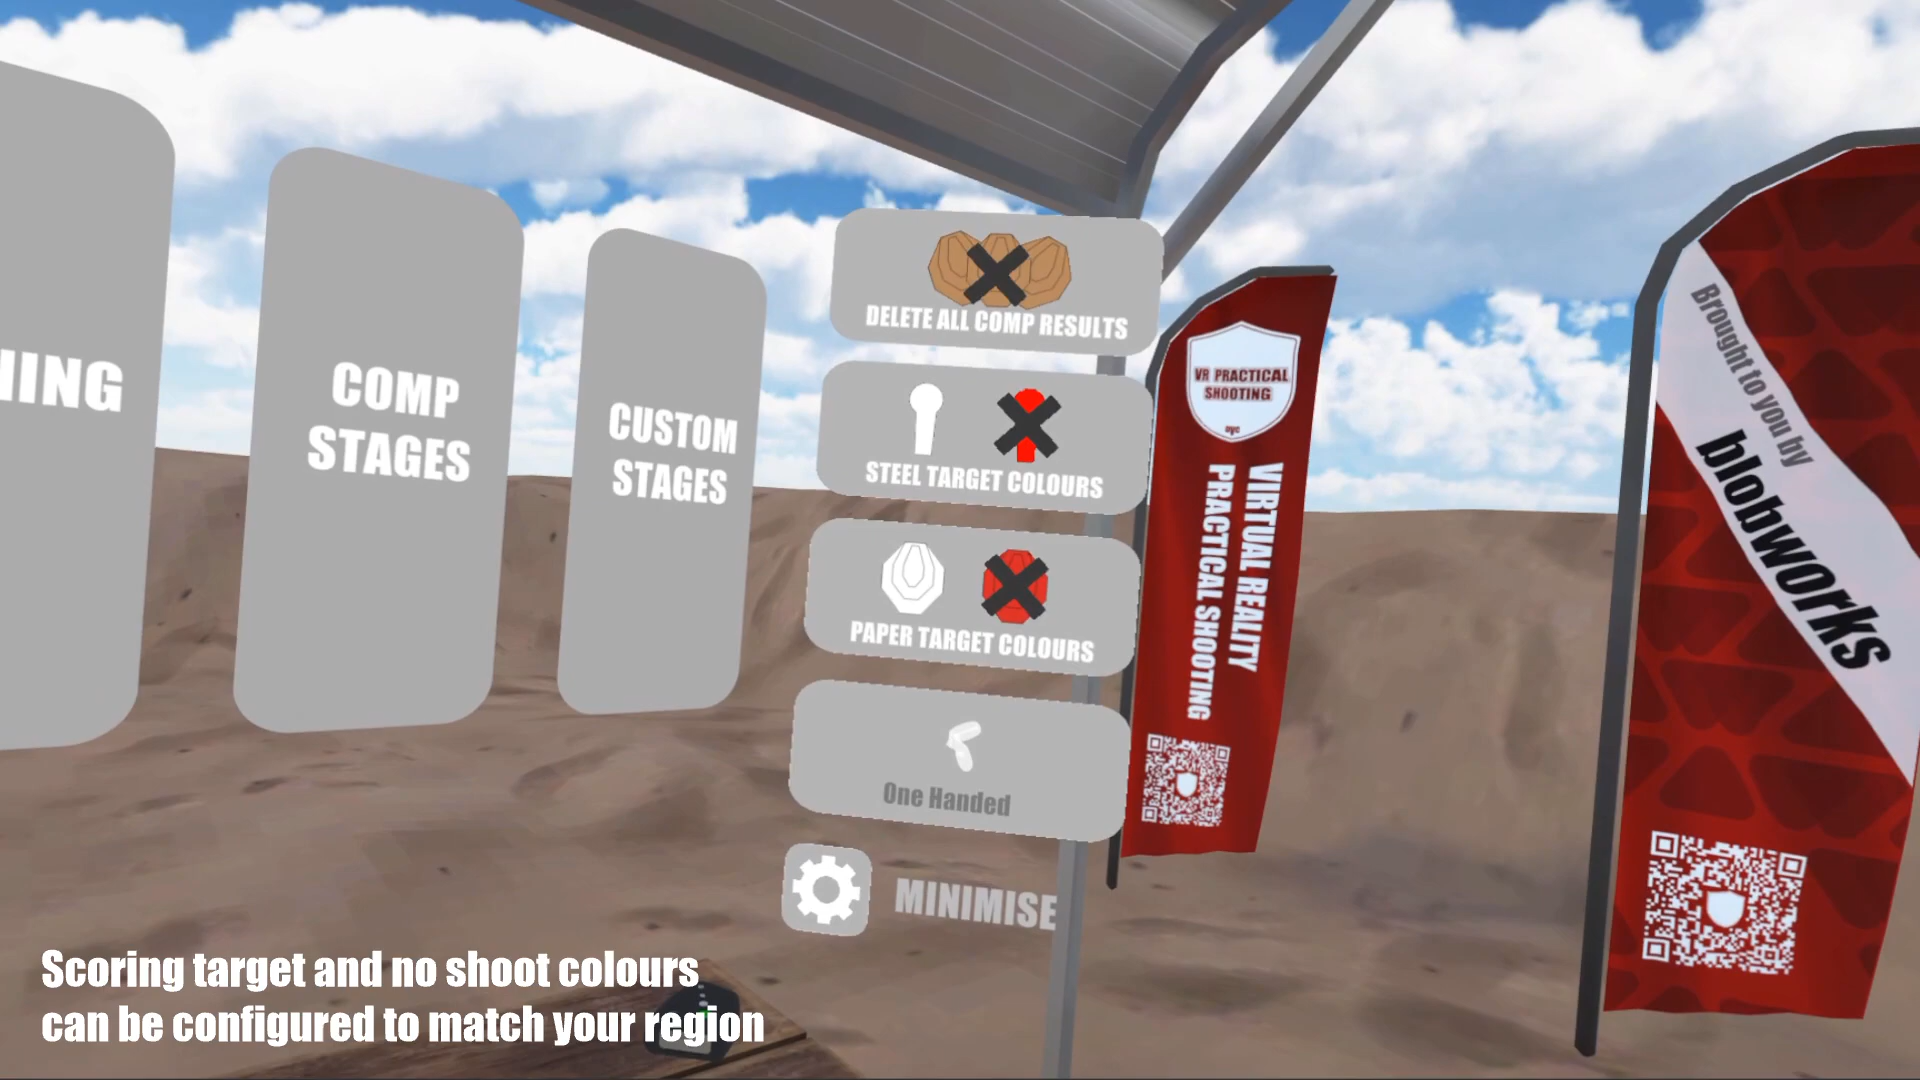 COMP
STAGES
CUSTOM
STAGES
DELETE ALL COMP RESULTS
STEEL TARGET COLOURS
PAPER TARGET COLOURS
One Handed
MINIMISE
VR PRACTICAL
SHOOTING
VIRTUAL REALITY
PRACTICAL SHOOTING
Brought to you by
blobworks
Scoring target and no shoot colours
can be configured to match your region